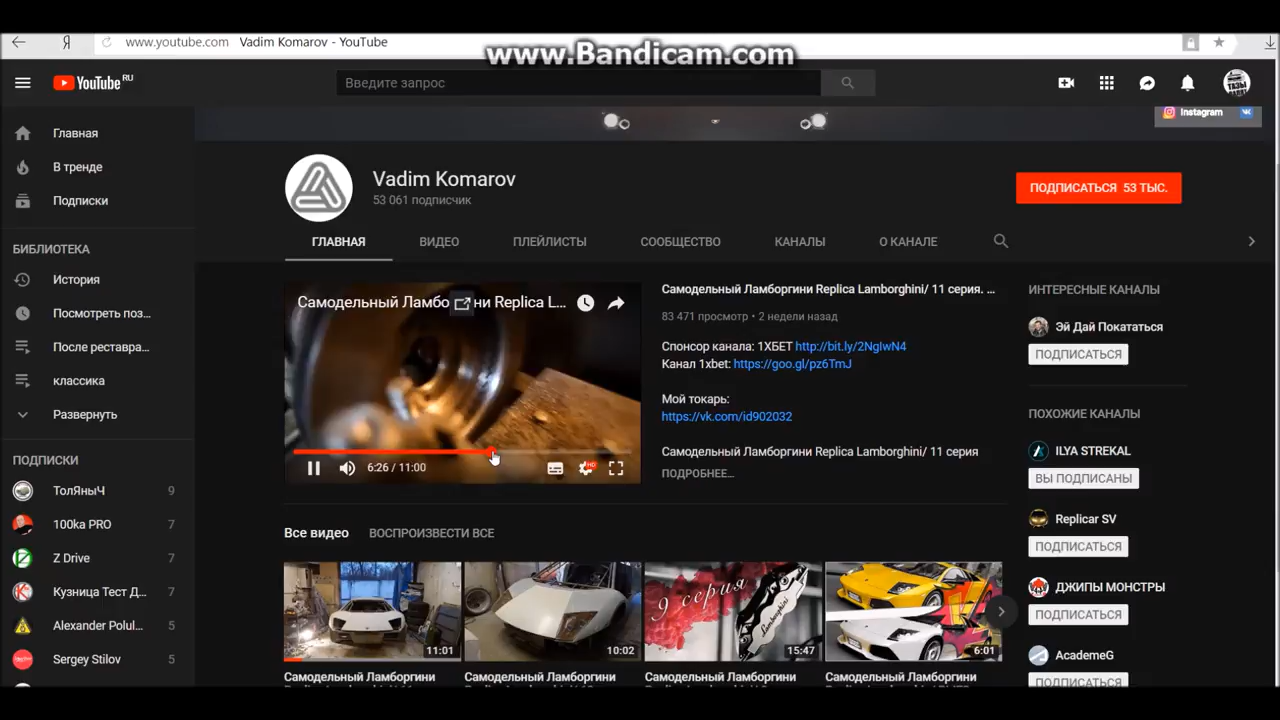 www.youtube.com Vadim Komarov - YouTube
www.Bandicam.com
YouTube RU
Введите запрос
Instagram
Главная
В тренде
Подписки
БИБЛИОТЕКА
История
Посмотреть поз...
После реставра...
классика
Развернуть
ПОДПИСКИ
ТолЯныЧ 9
100ka PRO 7
Z Drive 7
Кузница Тест Д... 7
Alexander Polul... 5
Sergey Stilov 5
Vadim Komarov
53 061 подписчик
ПОДПИСАТЬСЯ 53 ТЫС.
ГЛАВНАЯ ВИДЕО ПЛЕЙЛИСТЫ СООБЩЕСТВО КАНАЛЫ О КАНАЛЕ
Самодельный Ламбо ни Replica L...
6:26 / 11:00
HD
Самодельный Ламборгини Replica Lamborghini/ 11 серия. ...
83 471 просмотр • 2 недели назад
Спонсор канала: 1ХБЕТ http://bit.ly/2NglwN4
Канал 1xbet: https://goo.gl/pz6TmJ
Мой токарь:
https://vk.com/id902032
Самодельный Ламборгини Replica Lamborghini/ 11 серия
ПОДРОБНЕЕ...
Все видео ВОСПРОИЗВЕСТИ ВСЕ
11:01
10:02
9 серия
Lamborghini
15:47
6:01
Самодельный Ламборгини
Самодельный Ламборгини
Самодельный Ламборгини
Самодельный Ламборгини
ИНТЕРЕСНЫЕ КАНАЛЫ
Эй Дай Покататься
ПОДПИСАТЬСЯ
ПОХОЖИЕ КАНАЛЫ
ILYA STREKAL
ВЫ ПОДПИСАНЫ
Replicar SV
ПОДПИСАТЬСЯ
ДЖИПЫ МОНСТРЫ
ПОДПИСАТЬСЯ
AcademeG
ПОДПИСАТЬСЯ